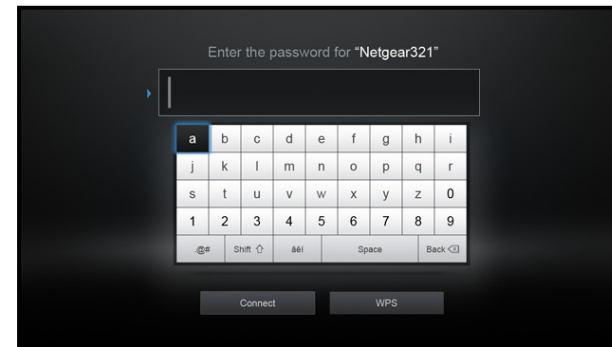 Enter the password for “Netgear321”
a b c d e f g h i
j k l m n o p q r
s t u v w x y z 0
1 2 3 4 5 6 7 8 9
.@# Shift âéì Space Back
Connect WPS